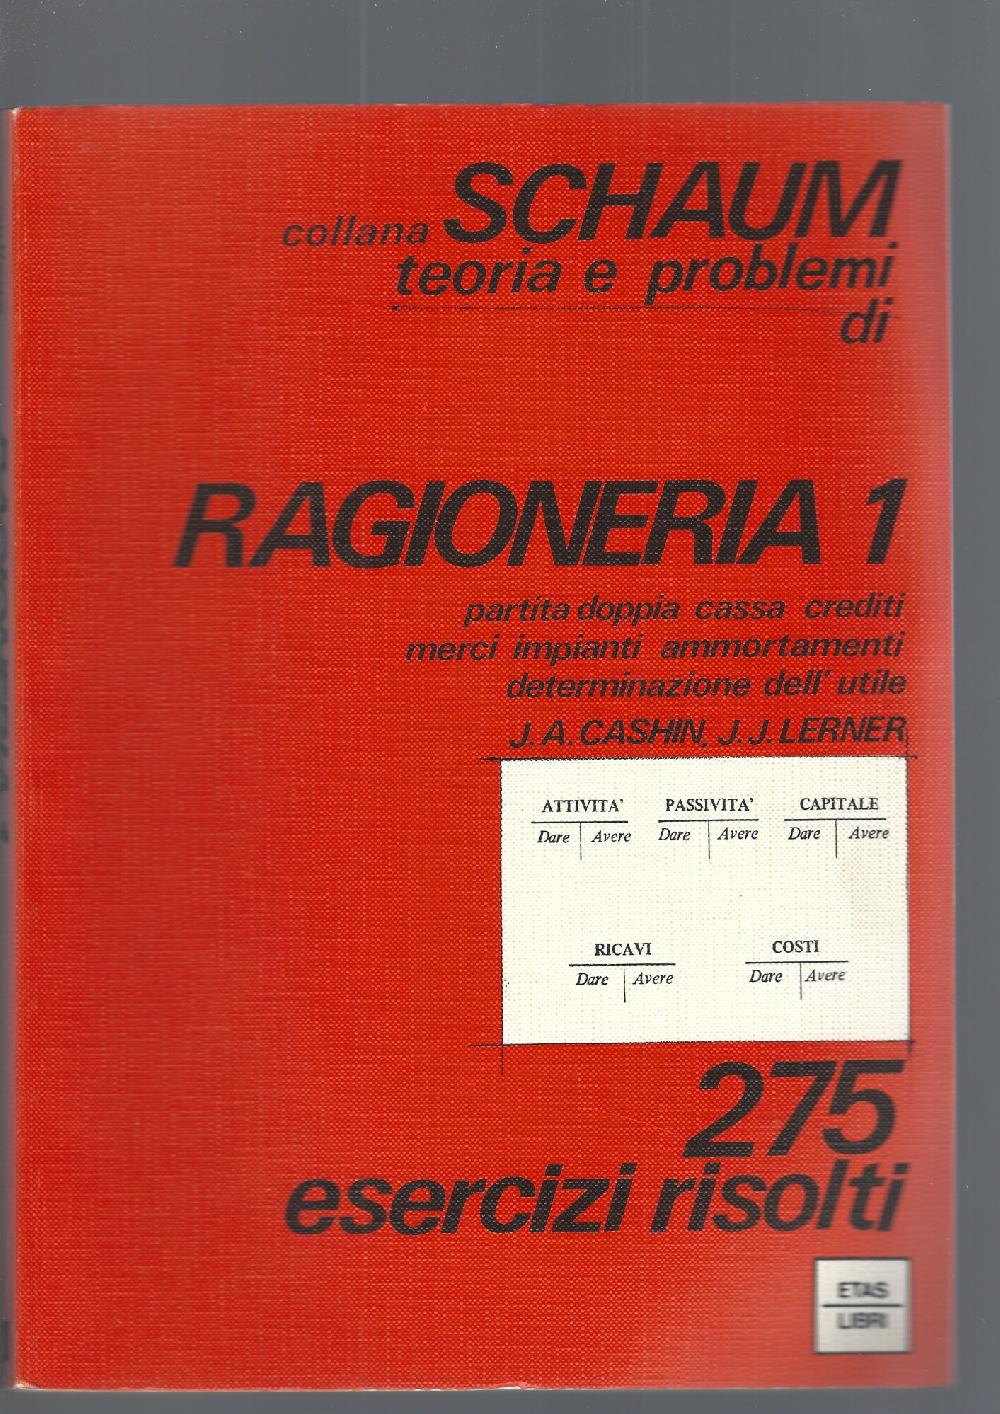 collana SCHAUM
teoria e problemi
di
RAGIONERIA 1
partita doppia cassa crediti
merci impianti ammortamenti
determinazione dell' utile
J. A. CASHIN, J. J. LERNER
ATTIVITA' PASSIVITA' CAPITALE
Dare Avere Dare Avere Dare Avere
RICAVI COSTI
Dare Avere Dare Avere
275
esercizi risolti
ETAS
LIBRI